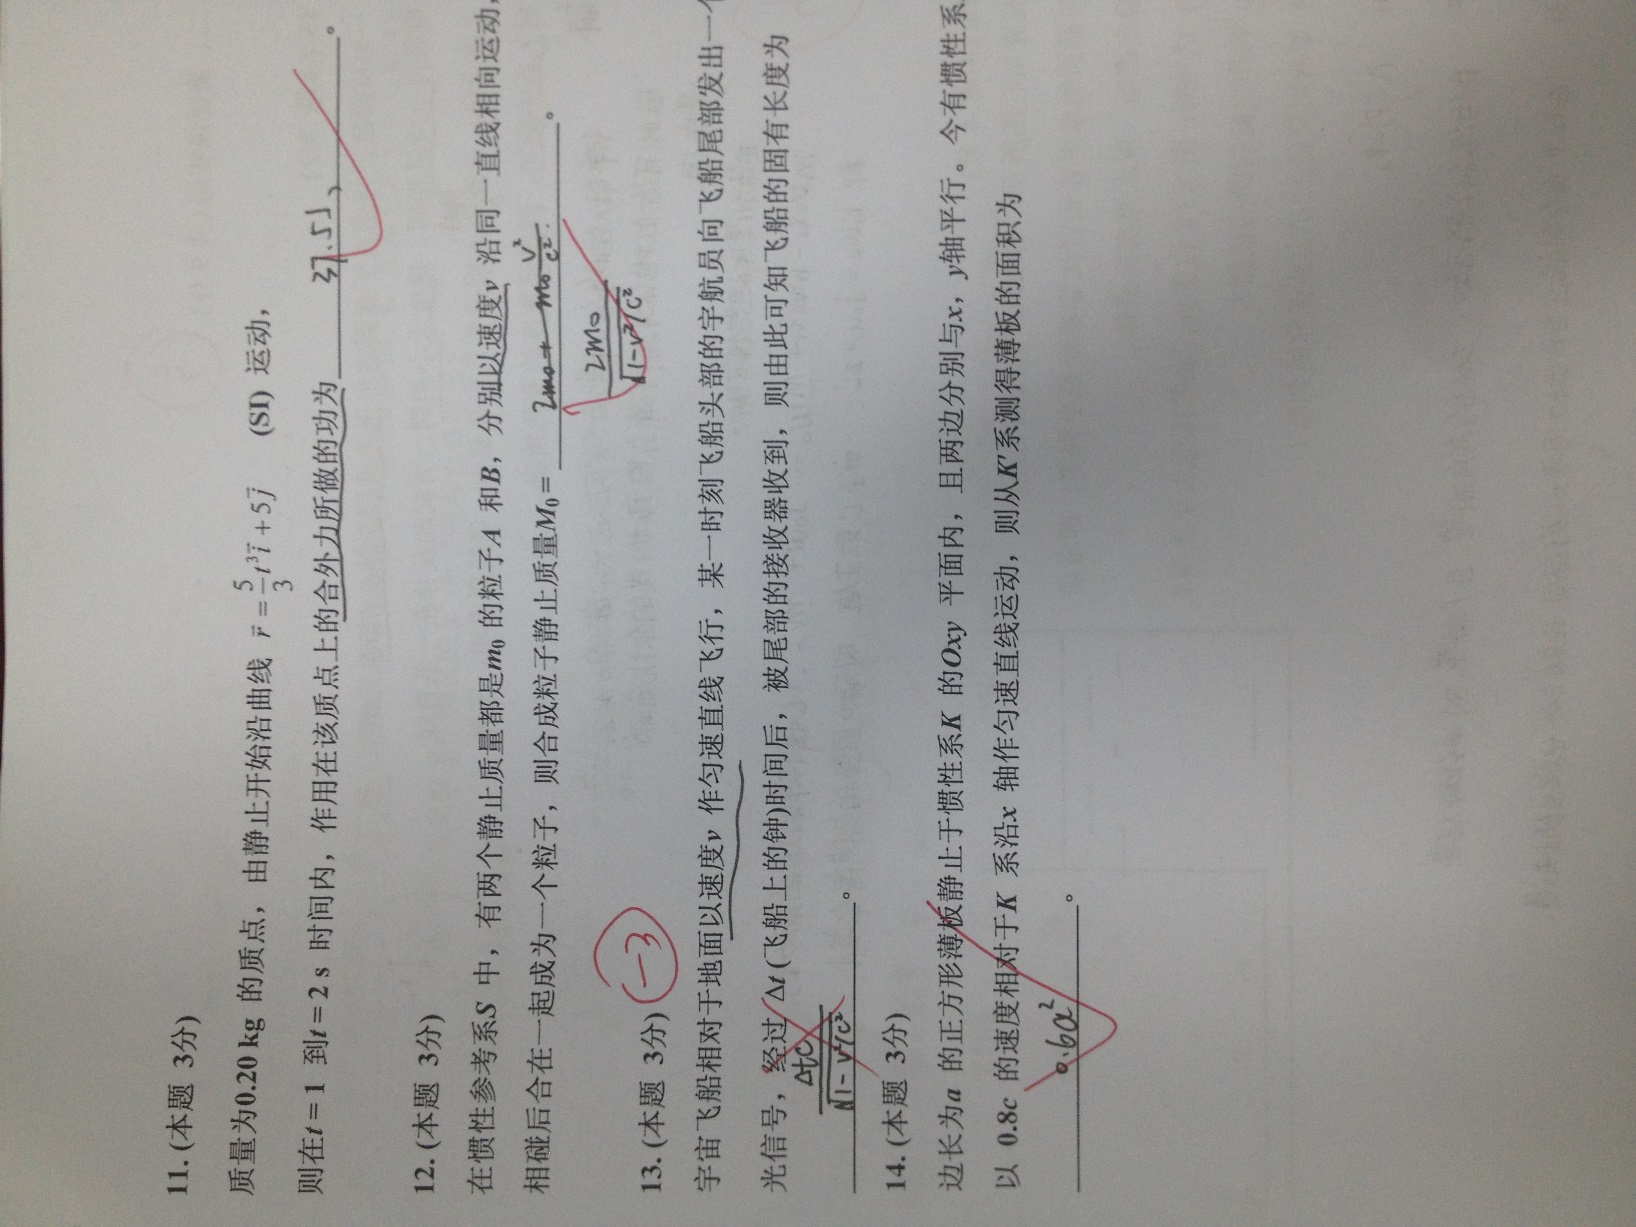 11. (本题 3分)
质量为0.20 kg 的质点，由静止开始沿曲线 r̄ = 5/3 t³ī + 5j̄ (SI) 运动，
则在t = 1 到t = 2 s 时间内，作用在该质点上的合外力所做的功为 37.5J 。
12. (本题 3分)
在惯性参考系S 中，有两个静止质量都是m₀ 的粒子A 和B，分别以速度v 沿同一直线相向运动，
相碰后合在一起成为一个粒子，则合成粒子静止质量M₀ = 2m₀ + m₀ v²/c² 。
2m₀/√1-v²/c²
-3
13. (本题 3分)
宇宙飞船相对于地面以速度v 作匀速直线飞行，某一时刻飞船头部的宇航员向飞船尾部发出一个
光信号，经过Δt (飞船上的钟)时间后，被尾部的接收器收到，则由此可知飞船的固有长度为
Δtc/√1-v²/c² 。
14. (本题 3分)
边长为a 的正方形薄板静止于惯性系K 的Oxy 平面内，且两边分别与x，y轴平行。今有惯性系
以 0.8c 的速度相对于K 系沿x 轴作匀速直线运动，则从K'系测得薄板的面积为
0.6a² 。